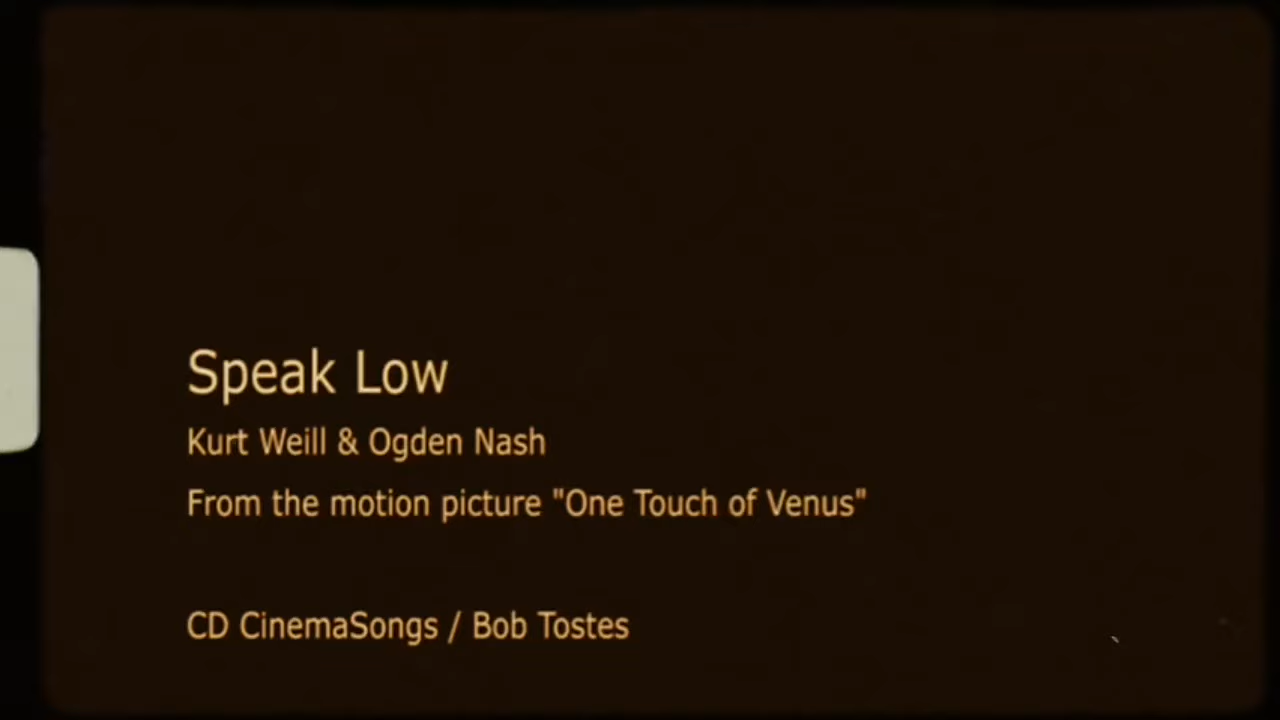 Speak Low
Kurt Weill & Ogden Nash
From the motion picture "One Touch of Venus"
CD CinemaSongs / Bob Tostes